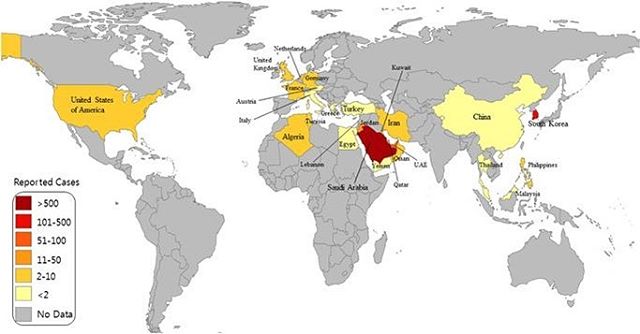 Netherlands
Kuwait
United
Kingdom
Germany
France
United States
of America
Austria
Turkey
China
Greece
Italy
Tunisia
Jordan
Iran
South Korea
Algeria
Egypt
Lebanon
Oman
UAE
Thailand
Philippines
Yemen
Saudi Arabia
Qatar
Malaysia
Reported Cases
>500
101-500
51-100
11-50
2-10
<2
No Data